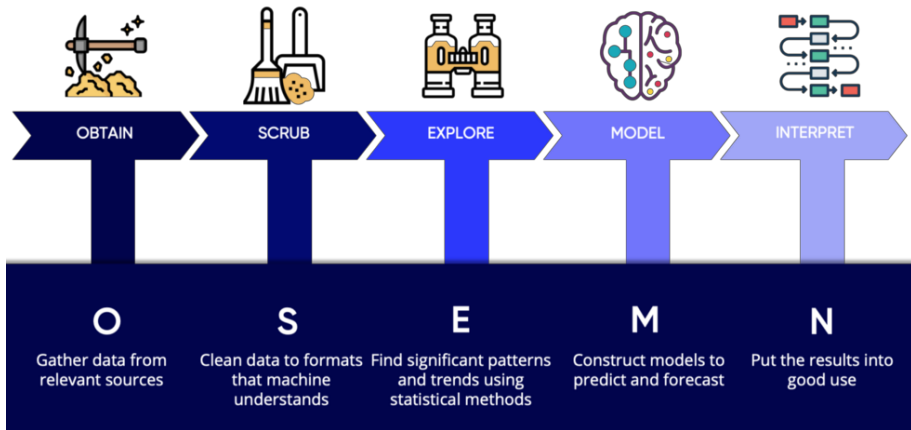 OBTAIN
SCRUB
EXPLORE
MODEL
INTERPRET
O
Gather data from
relevant sources
S
Clean data to formats
that machine
understands
E
Find significant patterns
and trends using
statistical methods
M
Construct models to
predict and forecast
N
Put the results into
good use